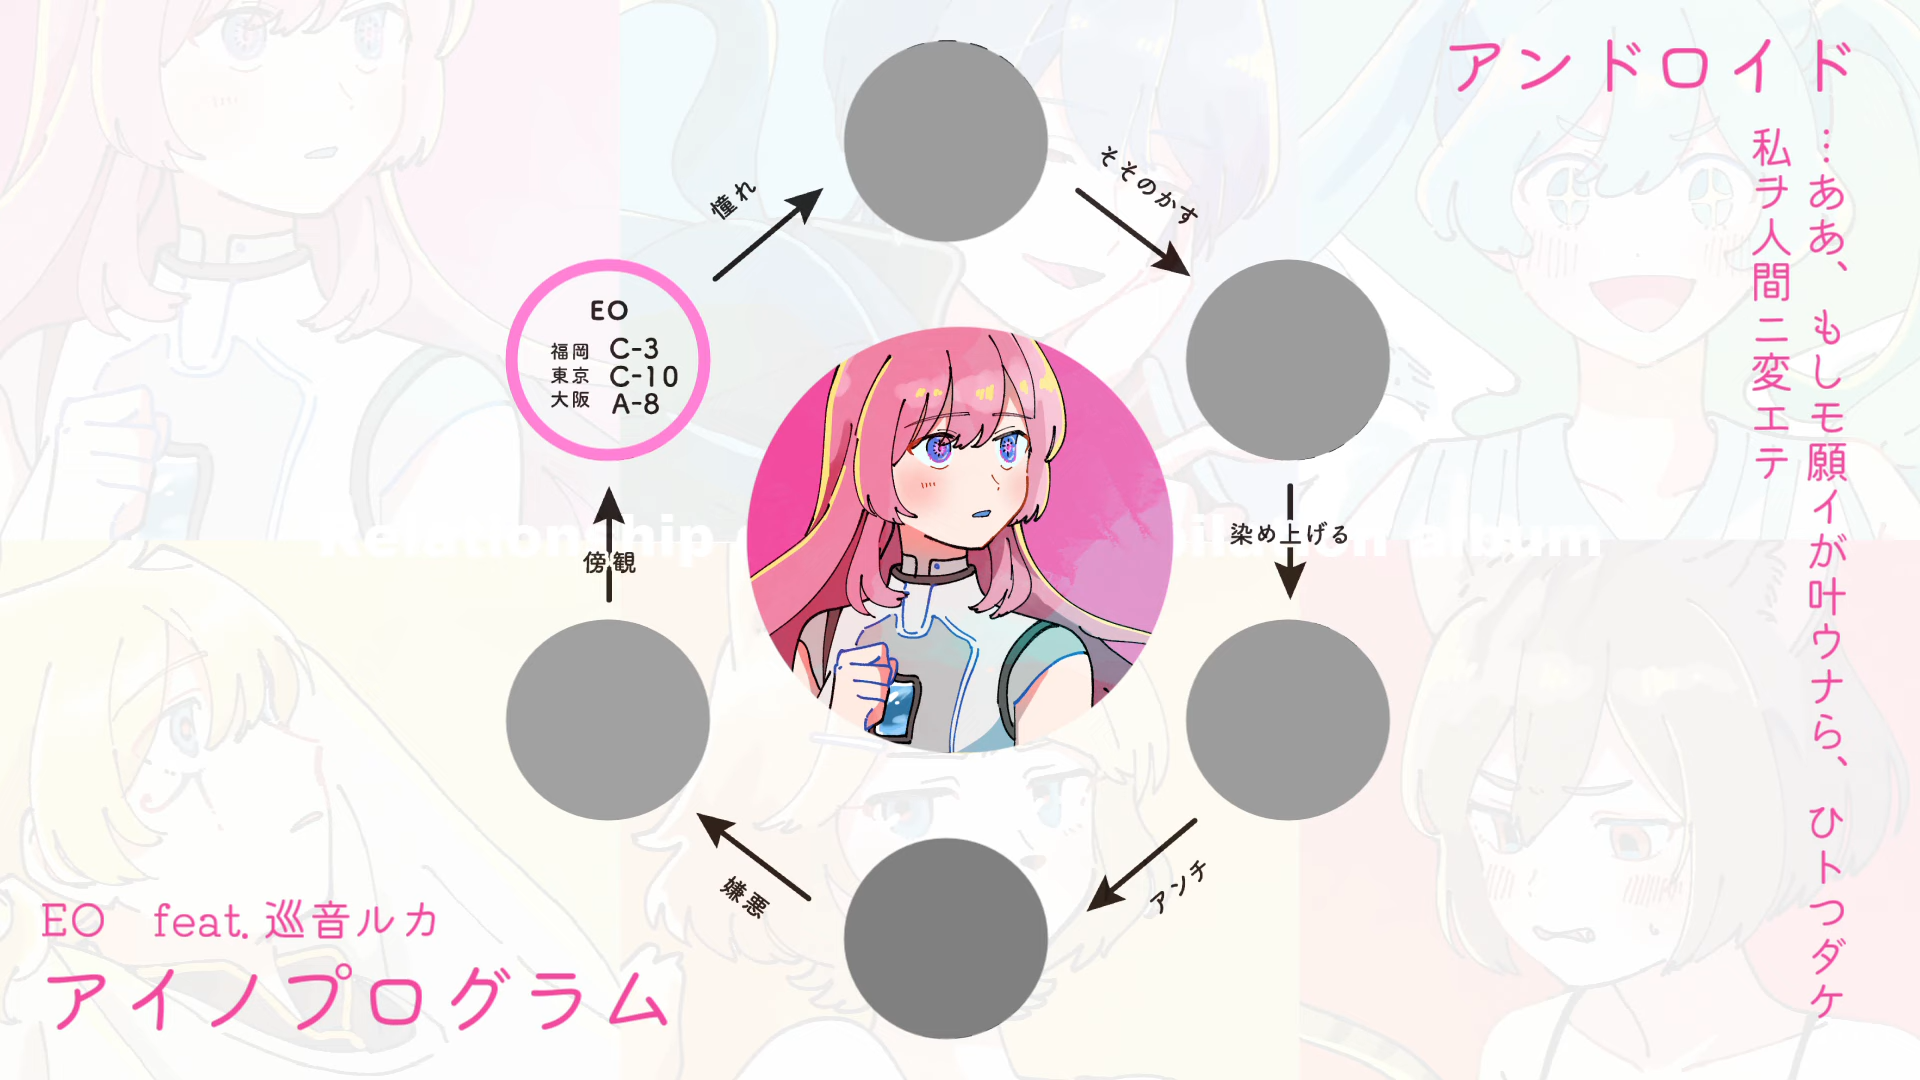 アンドロイド
…ああ、もしモ願イが叶ウナら、ひトつダケ
私ヲ人間ニ変エテ
憧れ
そそのかす
EO
福岡 C-3
東京 C-10
大阪 A-8
Relationship
album
傍観
染め上げる
嫌悪
アンチ
EO feat. 巡音ルカ
アイノプログラム